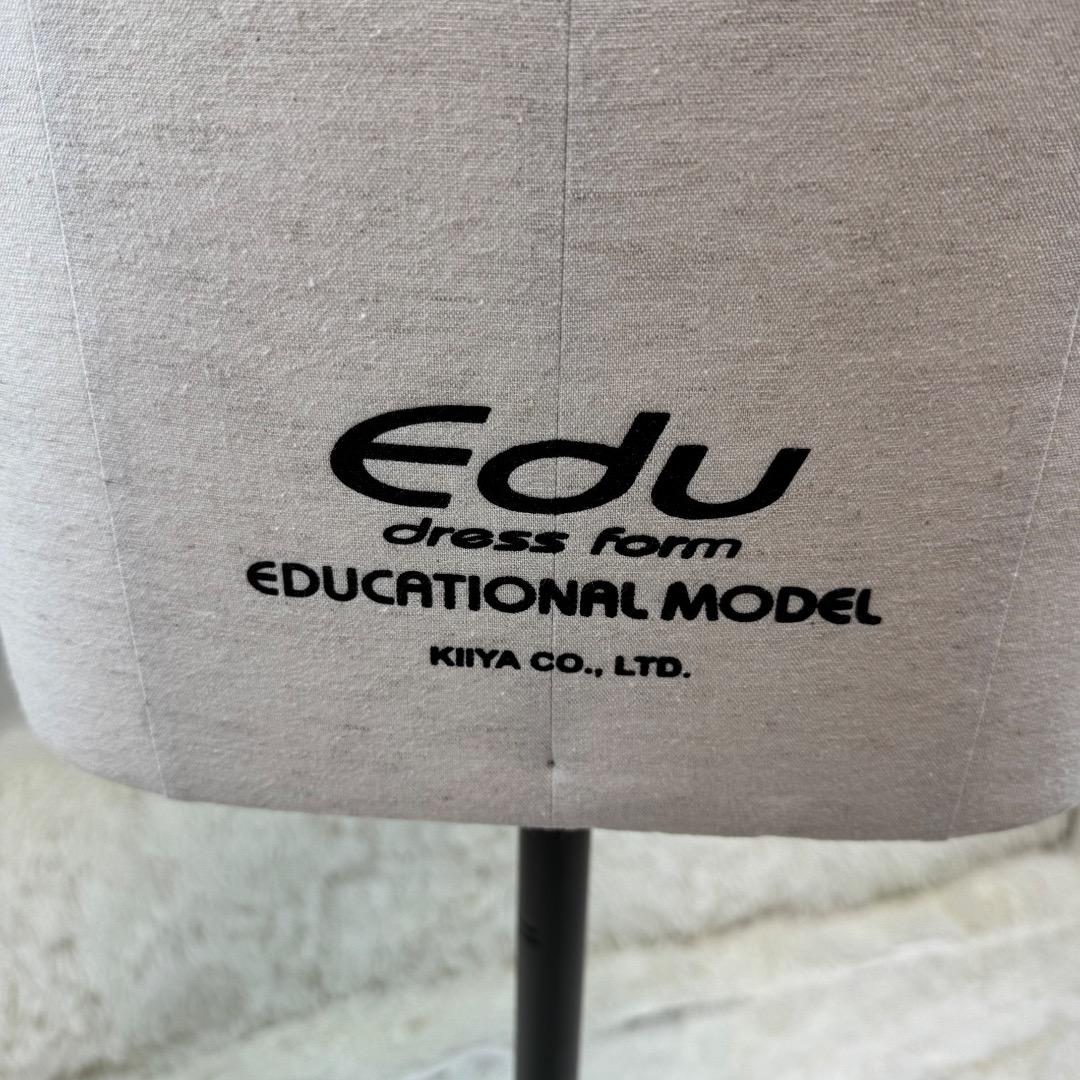 Edu
dress form
EDUCATIONAL MODEL
KIIYA CO., LTD.